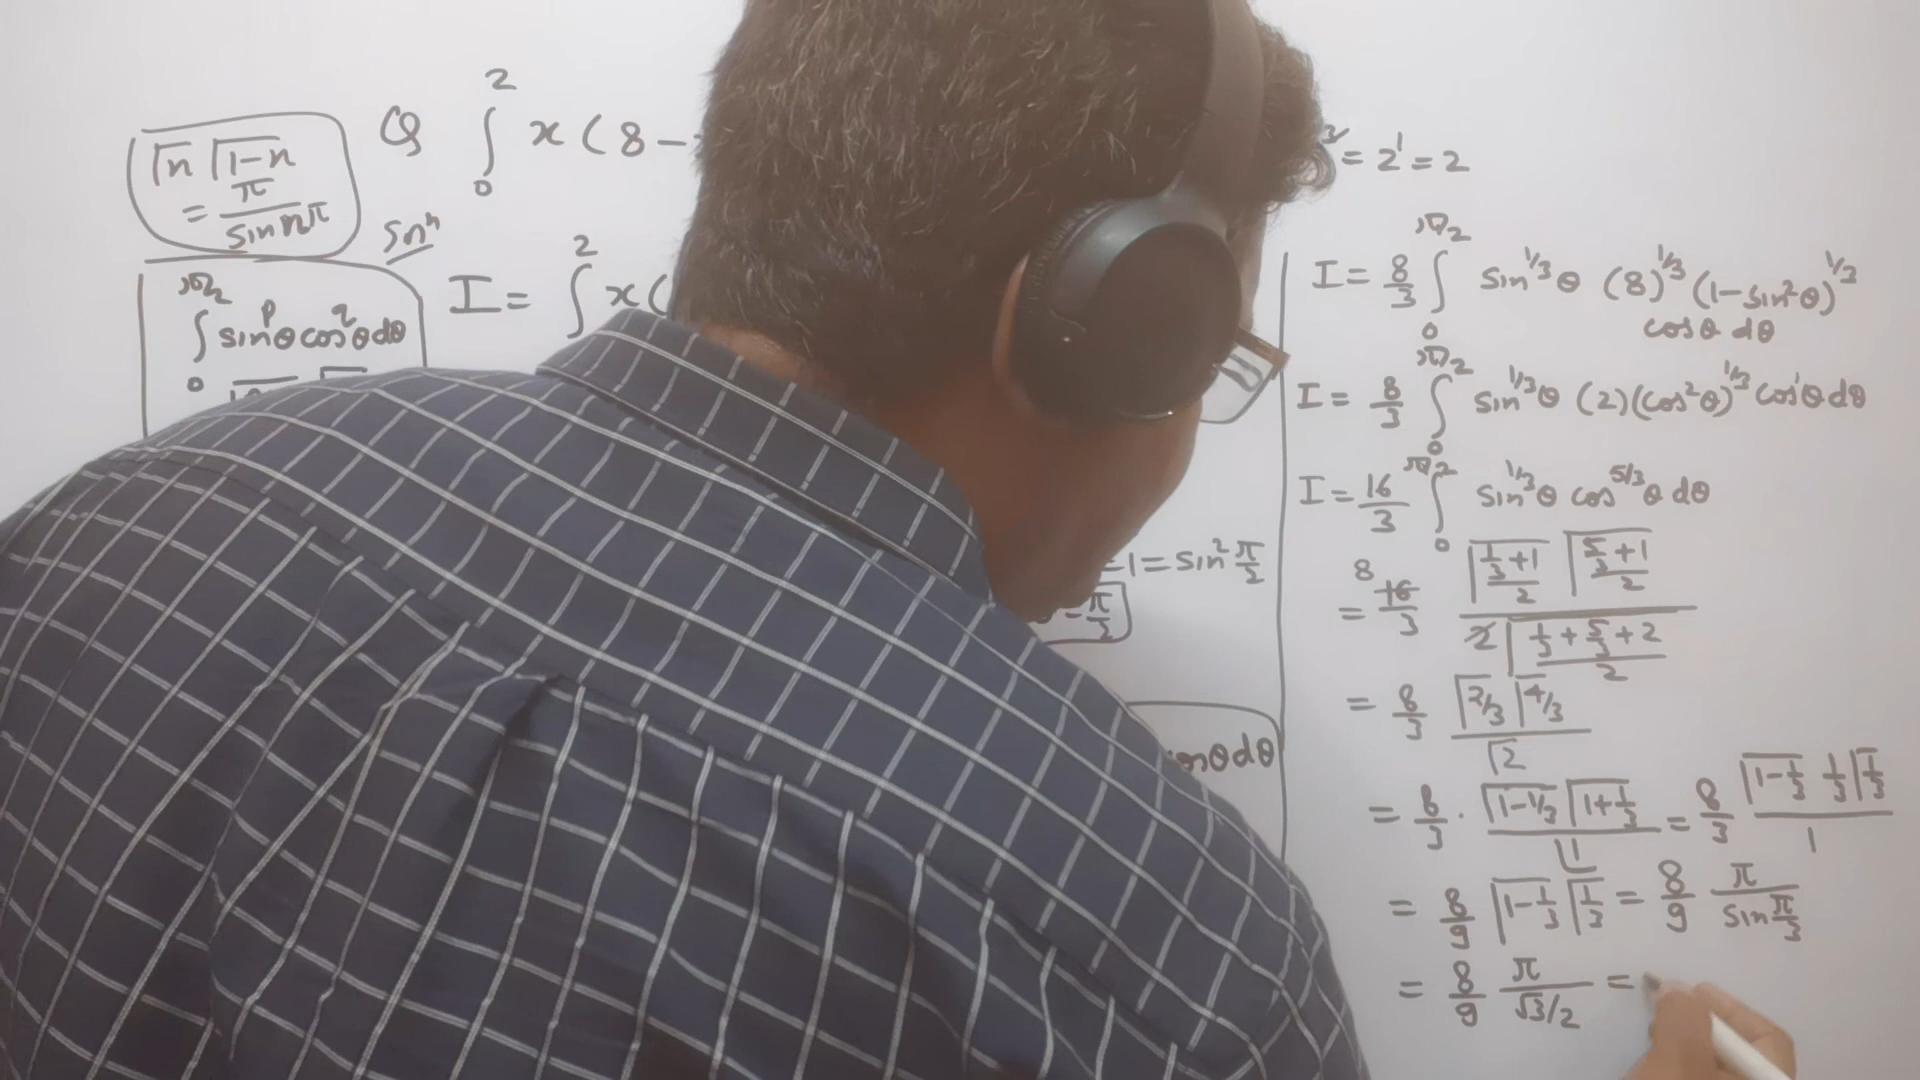 Γn Γ1-n
= π / sin nπ
Q ∫₀² x(8-
= 2¹ = 2
Solⁿ
∫₀^π/2 sin^p θ cos^q θ dθ
I = ∫₀² x(
= 1 = sin² π/2
- π/2
θ dθ
I = 8/3 ∫₀^π/2 sin^1/3 θ (8)^1/3 (1-sin²θ)^1/3 cosθ dθ
I = 8/3 ∫₀^π/2 sin^1/3 θ (2)(cos²θ)^1/3 cos¹θ dθ
I = 16/3 ∫₀^π/2 sin^1/3 θ cos^5/3 θ dθ
= 8 16/3 Γ(1/3+1)/2 Γ(5/3+1)/2 / 2 Γ(1/3+5/3+2)/2
= 8/3 Γ2/3 Γ4/3 / Γ2
= 8/3 · Γ1-1/3 Γ1+1/3 / ⌊1 = 8/3 Γ1-1/3 1/3 Γ1/3 / 1
= 8/9 Γ1-1/3 Γ1/3 = 8/9 π / sin π/3
= 8/9 π / √3/2 =